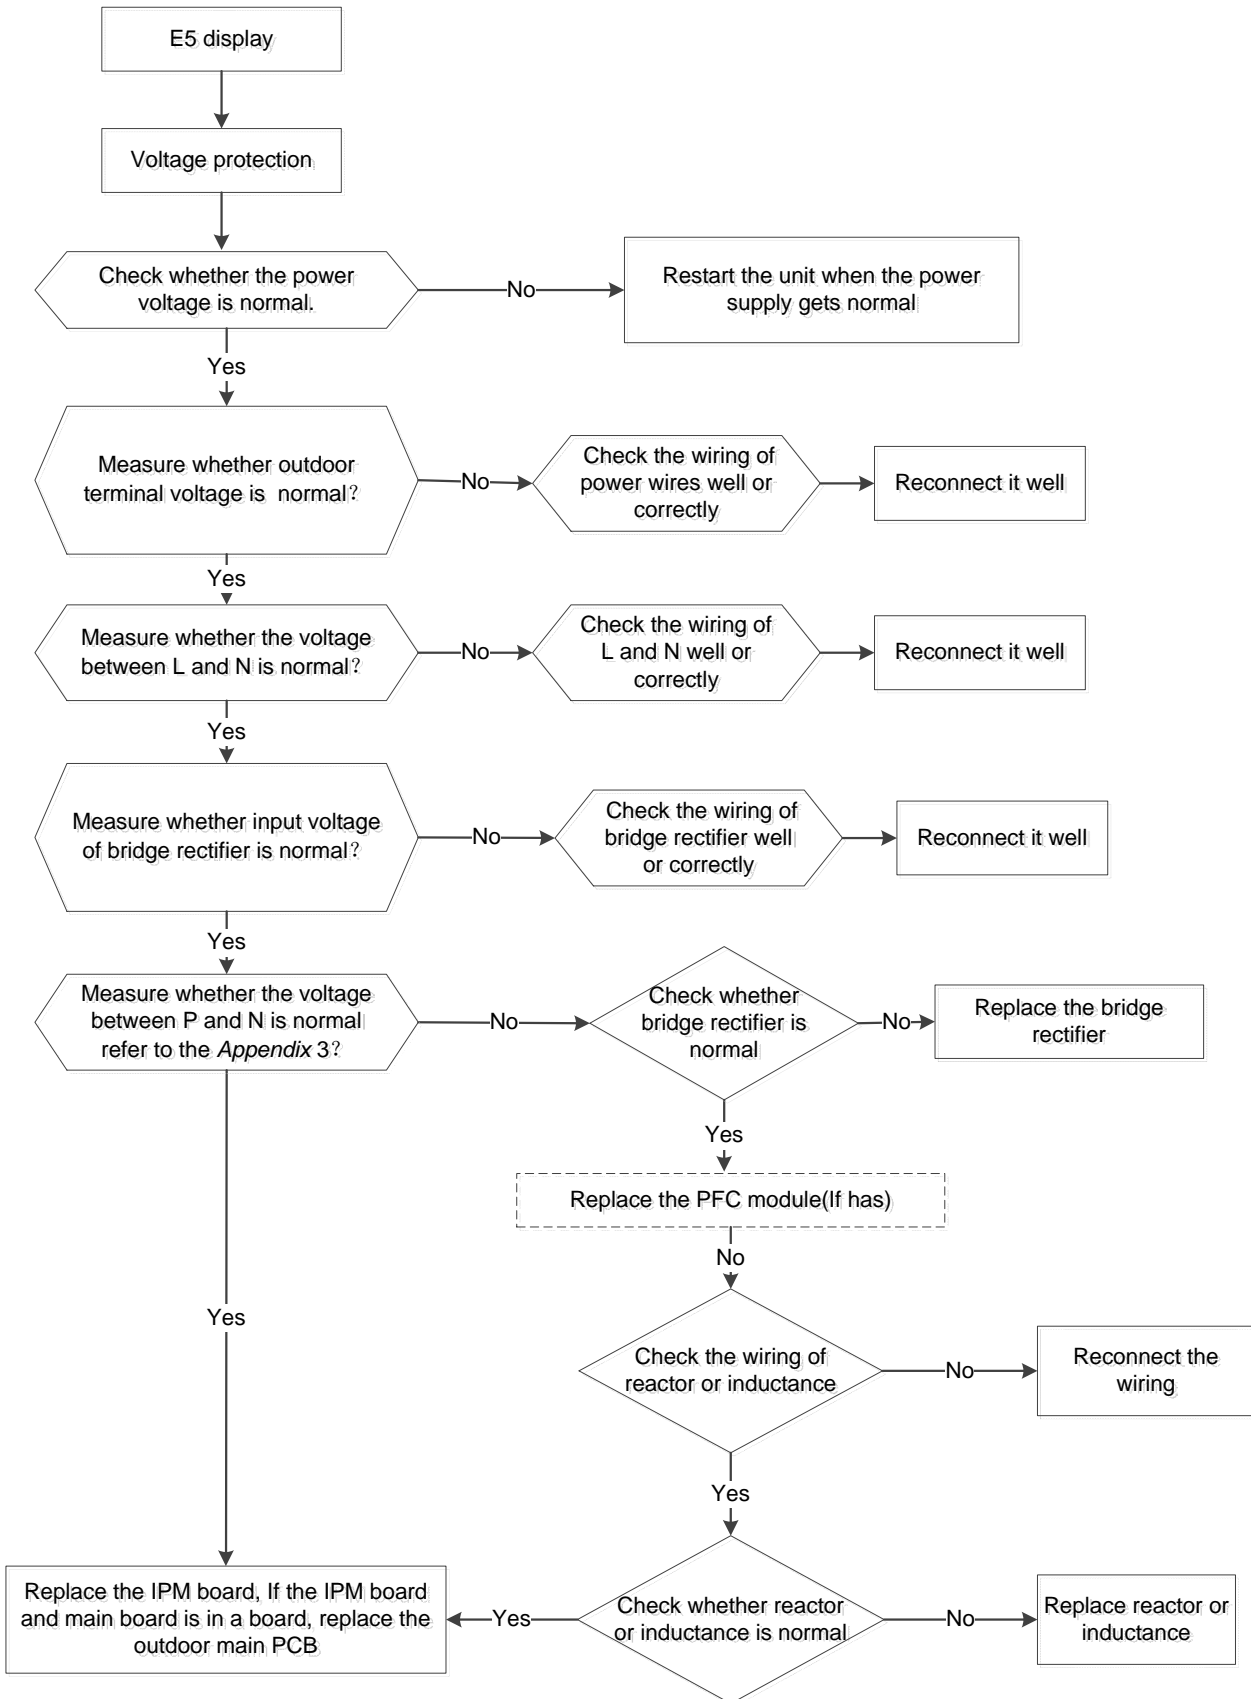 E5 display
Voltage protection
Check whether the power
voltage is normal.
No
Restart the unit when the power
supply gets normal
Yes
Measure whether outdoor
terminal voltage is normal？
No
Check the wiring of
power wires well or
correctly
Reconnect it well
Yes
Measure whether the voltage
between L and N is normal？
No
Check the wiring of
L and N well or
correctly
Reconnect it well
Yes
Measure whether input voltage
of bridge rectifier is normal？
No
Check the wiring of
bridge rectifier well
or correctly
Reconnect it well
Yes
Measure whether the voltage
between P and N is normal
refer to the Appendix 3？
No
Check whether
bridge rectifier is
normal
No
Replace the bridge
rectifier
Yes
Replace the PFC module(If has)
No
Yes
Check the wiring of
reactor or inductance
No
Reconnect the
wiring
Yes
Replace the IPM board, If the IPM board
and main board is in a board, replace the
outdoor main PCB
Yes
Check whether reactor
or inductance is normal
No
Replace reactor or
inductance